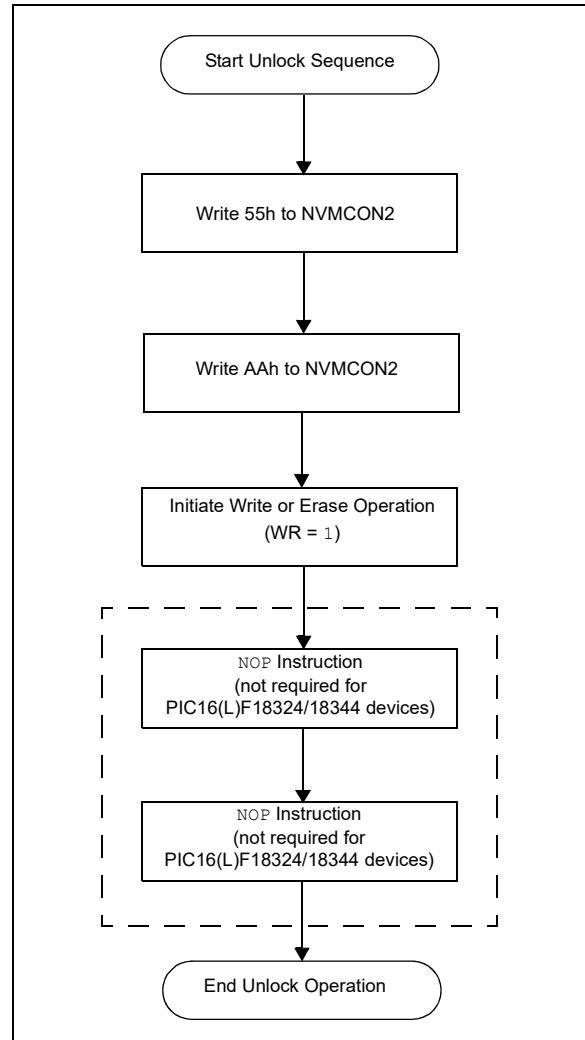 Start Unlock Sequence
Write 55h to NVMCON2
Write AAh to NVMCON2
Initiate Write or Erase Operation
(WR = 1)
NOP Instruction
(not required for
PIC16(L)F18324/18344 devices)
NOP Instruction
(not required for
PIC16(L)F18324/18344 devices)
End Unlock Operation